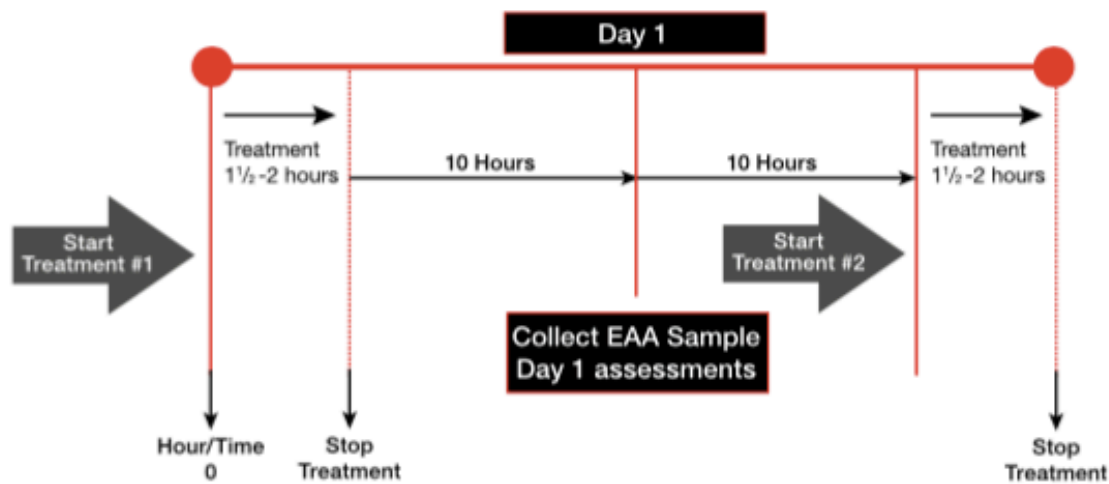 Day 1
Treatment
1½-2 hours
10 Hours
10 Hours
Treatment
1½-2 hours
Start
Treatment #1
Start
Treatment #2
Collect EAA Sample
Day 1 assessments
Hour/Time
0
Stop
Treatment
Stop
Treatment